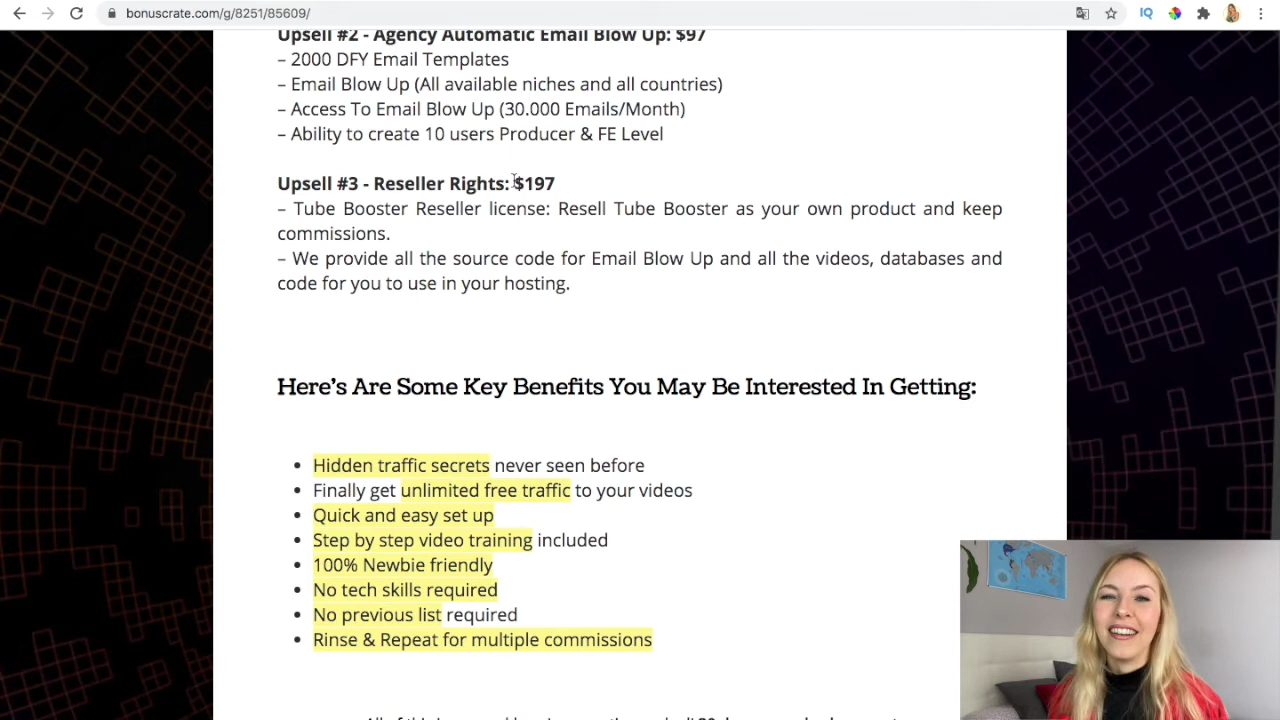 bonuscrate.com/g/8251/85609/
IQ
Upsell #2 - Agency Automatic Email Blow Up: $97
– 2000 DFY Email Templates
– Email Blow Up (All available niches and all countries)
– Access To Email Blow Up (30.000 Emails/Month)
– Ability to create 10 users Producer & FE Level
Upsell #3 - Reseller Rights: $197
– Tube Booster Reseller license: Resell Tube Booster as your own product and keep
commissions.
– We provide all the source code for Email Blow Up and all the videos, databases and
code for you to use in your hosting.
Here's Are Some Key Benefits You May Be Interested In Getting:
• Hidden traffic secrets never seen before
• Finally get unlimited free traffic to your videos
• Quick and easy set up
• Step by step video training included
• 100% Newbie friendly
• No tech skills required
• No previous list required
• Rinse & Repeat for multiple commissions